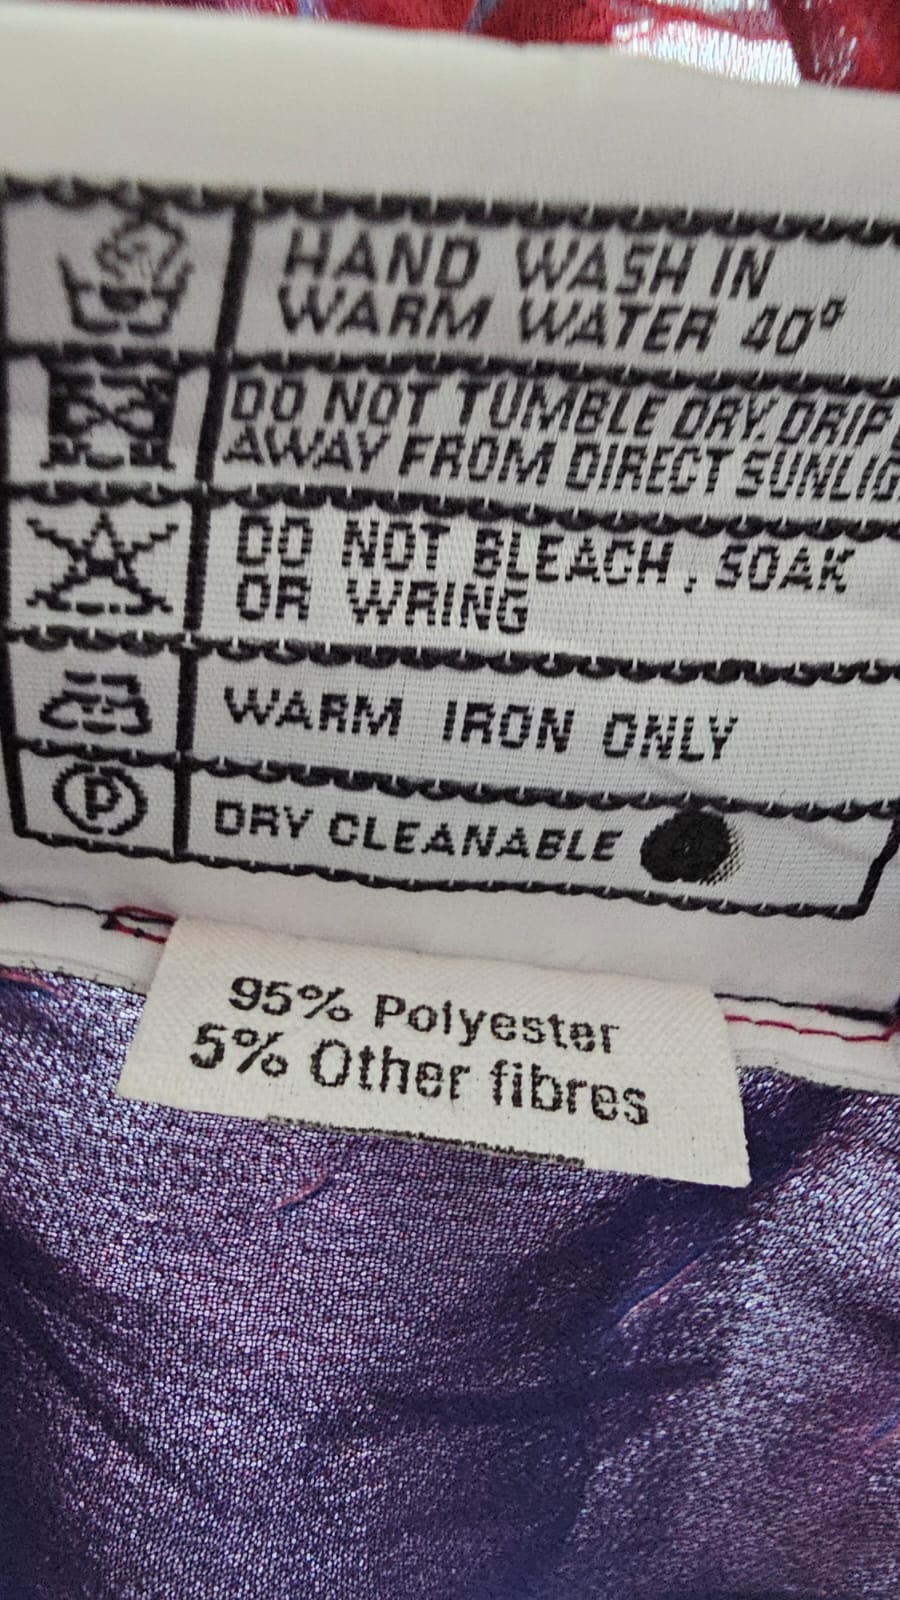 HAND WASH IN
WARM WATER 40°
DO NOT TUMBLE DRY. DRIP
AWAY FROM DIRECT
DO NOT BLEACH, SOAK
OR WRING
WARM IRON ONLY
P
DRY CLEANABLE
95% Polyester
5% Other fibres